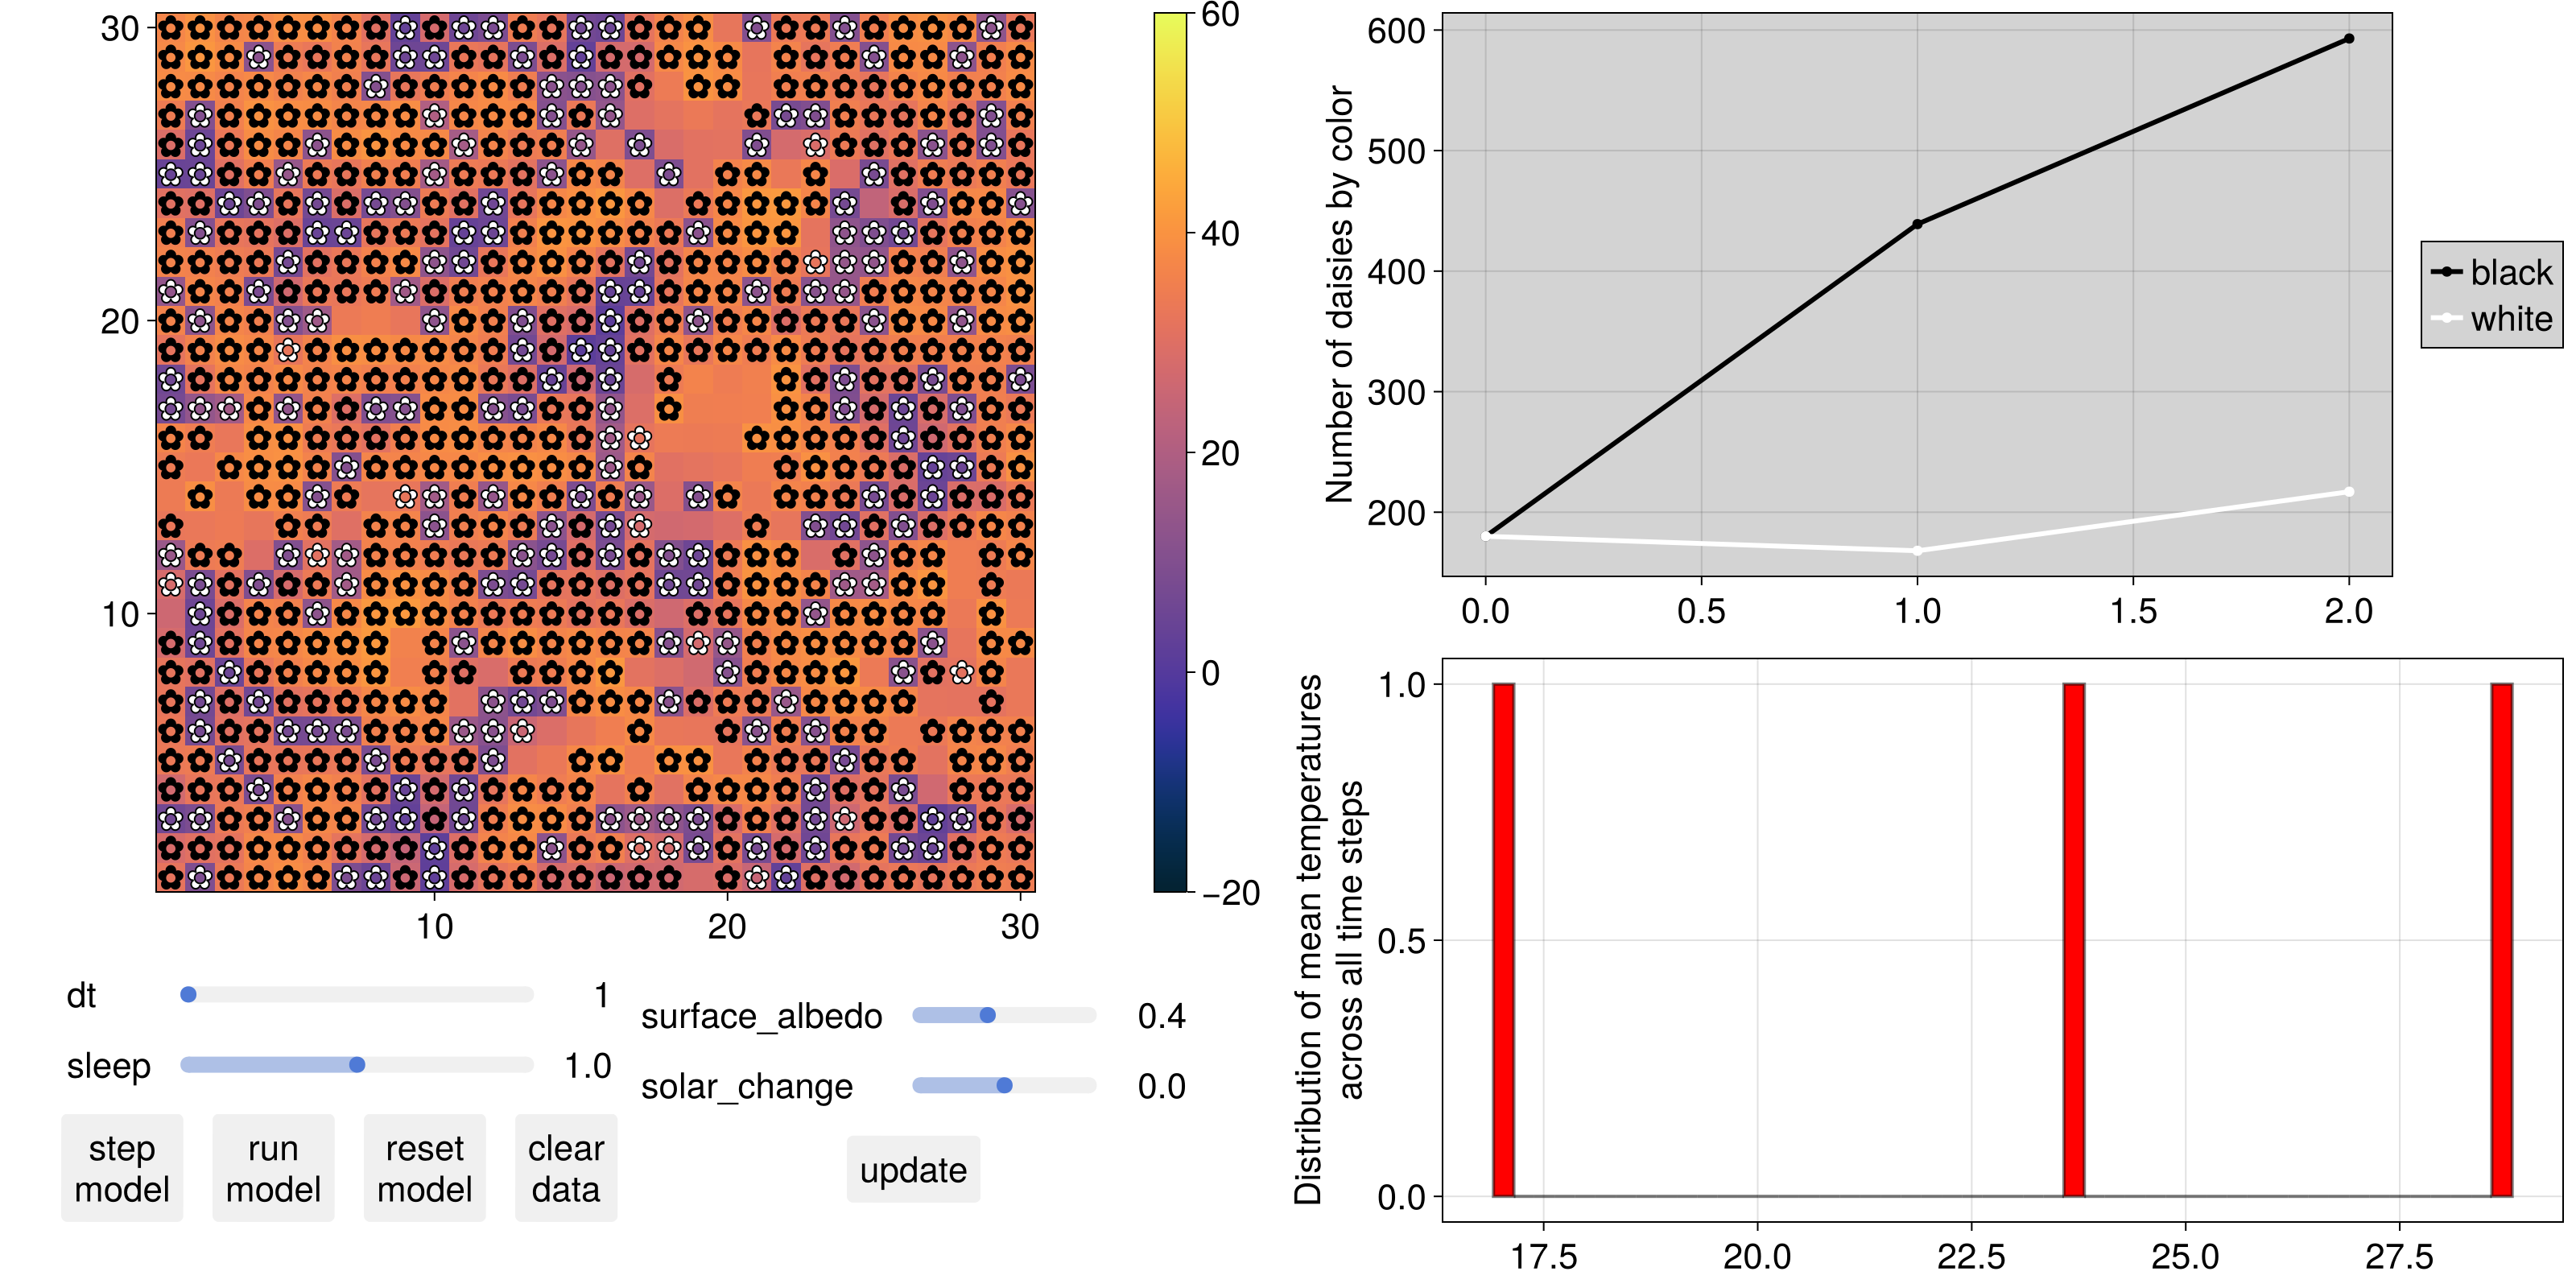 30
20
10
10
20
30
60
40
20
0
−20
Number of daisies by color
600
500
400
300
200
0.0
0.5
1.0
1.5
2.0
black
white
Distribution of mean temperatures
across all time steps
1.0
0.5
0.0
17.5
20.0
22.5
25.0
27.5
dt
1
sleep
1.0
surface_albedo
0.4
solar_change
0.0
step
model
run
model
reset
model
clear
data
update